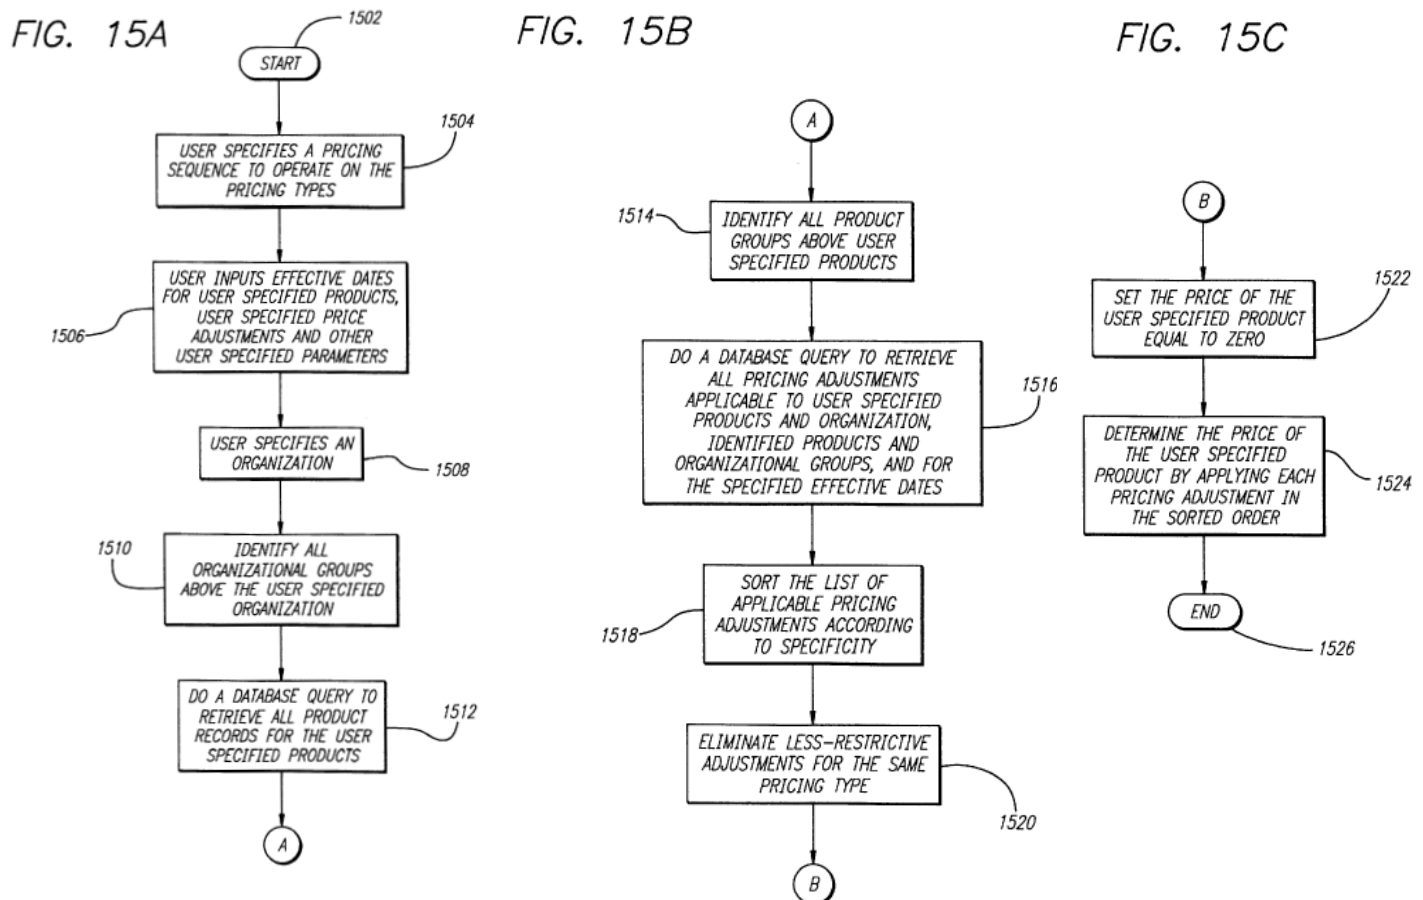 FIG. 15A
1502
START
1504
USER SPECIFIES A PRICING
SEQUENCE TO OPERATE ON THE
PRICING TYPES
USER INPUTS EFFECTIVE DATES
FOR USER SPECIFIED PRODUCTS,
USER SPECIFIED PRICE
ADJUSTMENTS AND OTHER
USER SPECIFIED PARAMETERS
1506
USER SPECIFIES AN
ORGANIZATION
1508
1510
IDENTIFY ALL
ORGANIZATIONAL GROUPS
ABOVE THE USER SPECIFIED
ORGANIZATION
DO A DATABASE QUERY TO
RETRIEVE ALL PRODUCT
RECORDS FOR THE USER
SPECIFIED PRODUCTS
1512
A
FIG. 15B
A
1514
IDENTIFY ALL PRODUCT
GROUPS ABOVE USER
SPECIFIED PRODUCTS
DO A DATABASE QUERY TO RETRIEVE
ALL PRICING ADJUSTMENTS
APPLICABLE TO USER SPECIFIED
PRODUCTS AND ORGANIZATION,
IDENTIFIED PRODUCTS AND
ORGANIZATIONAL GROUPS, AND FOR
THE SPECIFIED EFFECTIVE DATES
1516
SORT THE LIST OF
APPLICABLE PRICING
ADJUSTMENTS ACCORDING
TO SPECIFICITY
1518
ELIMINATE LESS-RESTRICTIVE
ADJUSTMENTS FOR THE SAME
PRICING TYPE
1520
B
FIG. 15C
B
1522
SET THE PRICE OF THE
USER SPECIFIED PRODUCT
EQUAL TO ZERO
DETERMINE THE PRICE OF
THE USER SPECIFIED
PRODUCT BY APPLYING EACH
PRICING ADJUSTMENT IN
THE SORTED ORDER
1524
END
1526